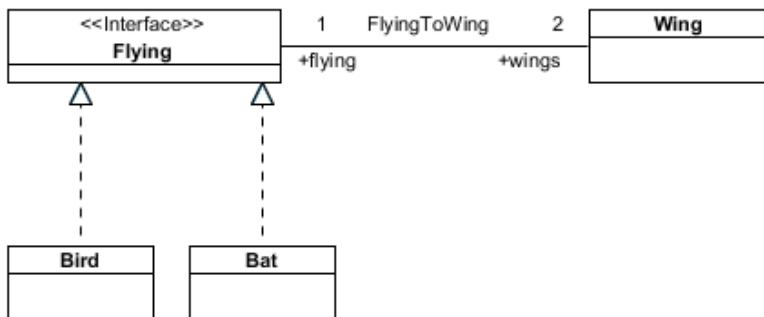 <<Interface>>
Flying
1 FlyingToWing 2
+flying +wings
Wing
Bird
Bat